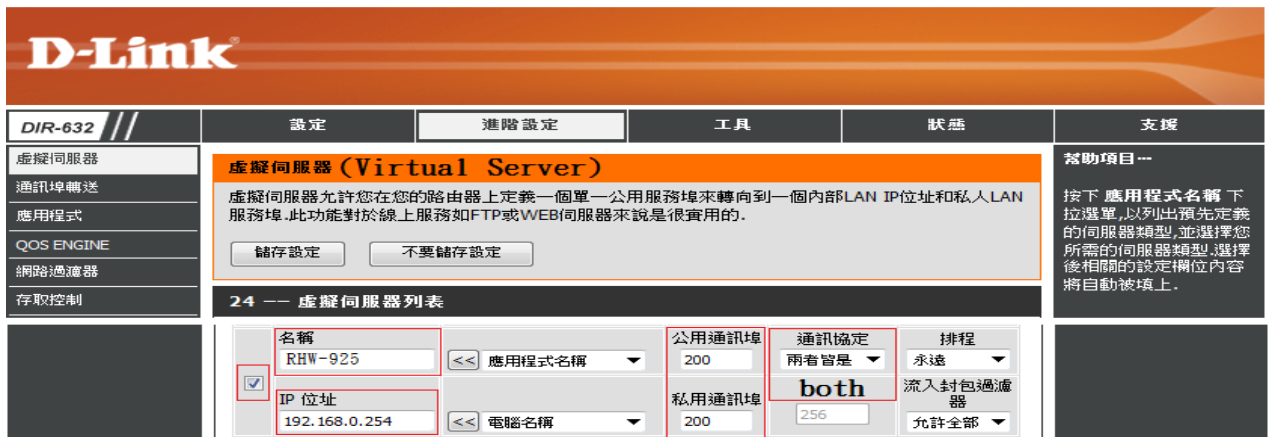 D-Link
DIR-632
設定
進階設定
工具
狀態
支援
虛擬伺服器
通訊埠轉送
應用程式
QOS ENGINE
網路過濾器
存取控制
虛擬伺服器(Virtual Server)
虛擬伺服器允許您在您的路由器上定義一個單一公用服務埠來轉向到一個內部LAN IP位址和私人LAN
服務埠.此功能對於線上服務如FTP或WEB伺服器來說是很實用的.
儲存設定
不要儲存設定
24 -- 虛擬伺服器列表
名稱
RHW-925
<<
應用程式名稱
公用通訊埠
200
通訊協定
兩者皆是
排程
永遠
IP 位址
192.168.0.254
<<
電腦名稱
私用通訊埠
200
both
256
流入封包過濾
器
允許全部
幫助項目…
按下 應用程式名稱 下
拉選單,以列出預先定義
的伺服器類型,並選擇您
所需的伺服器類型.選擇
後相關的設定欄位內容
將自動被填上.